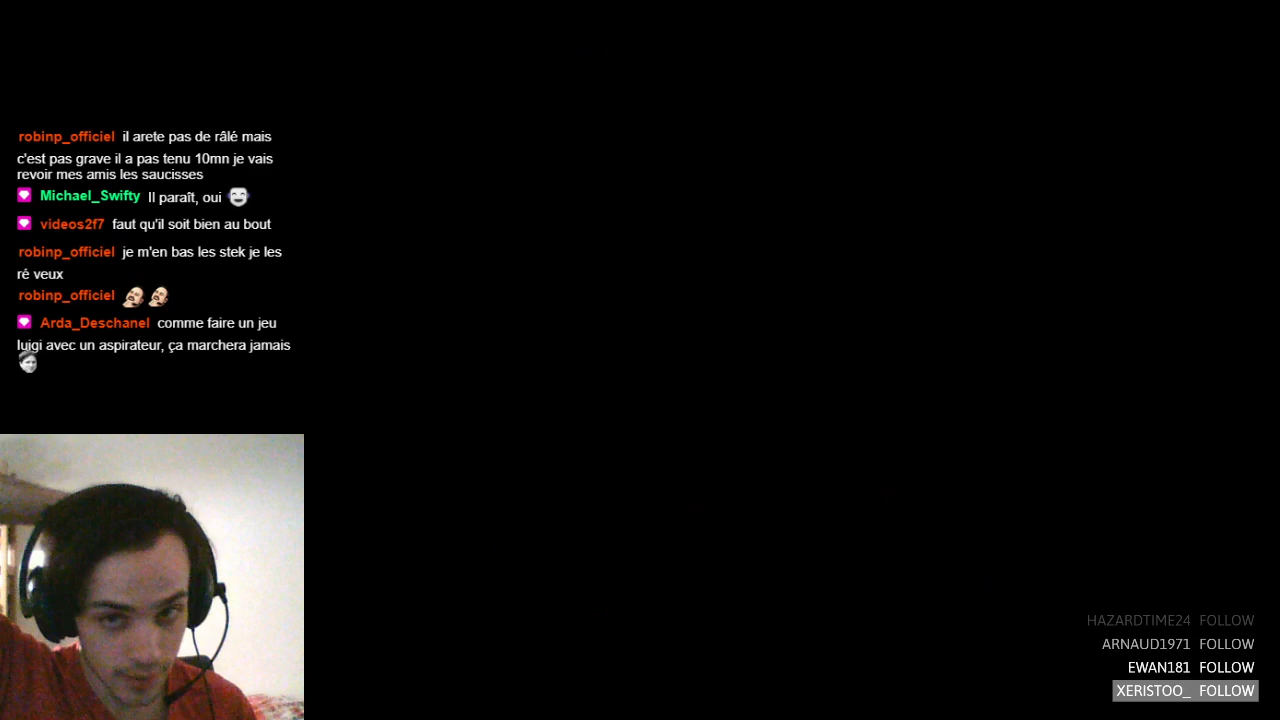 robinp_officiel il arete pas de râlé mais
c'est pas grave il a pas tenu 10mn je vais
revoir mes amis les saucisses
Michael_Swifty Il paraît, oui
videos2f7 faut qu'il soit bien au bout
robinp_officiel je m'en bas les stek je les
ré veux
robinp_officiel
Arda_Deschanel comme faire un jeu
luigi avec un aspirateur, ça marchera jamais
HAZARDTIME24 FOLLOW
ARNAUD1971 FOLLOW
EWAN181 FOLLOW
XERISTOO_ FOLLOW